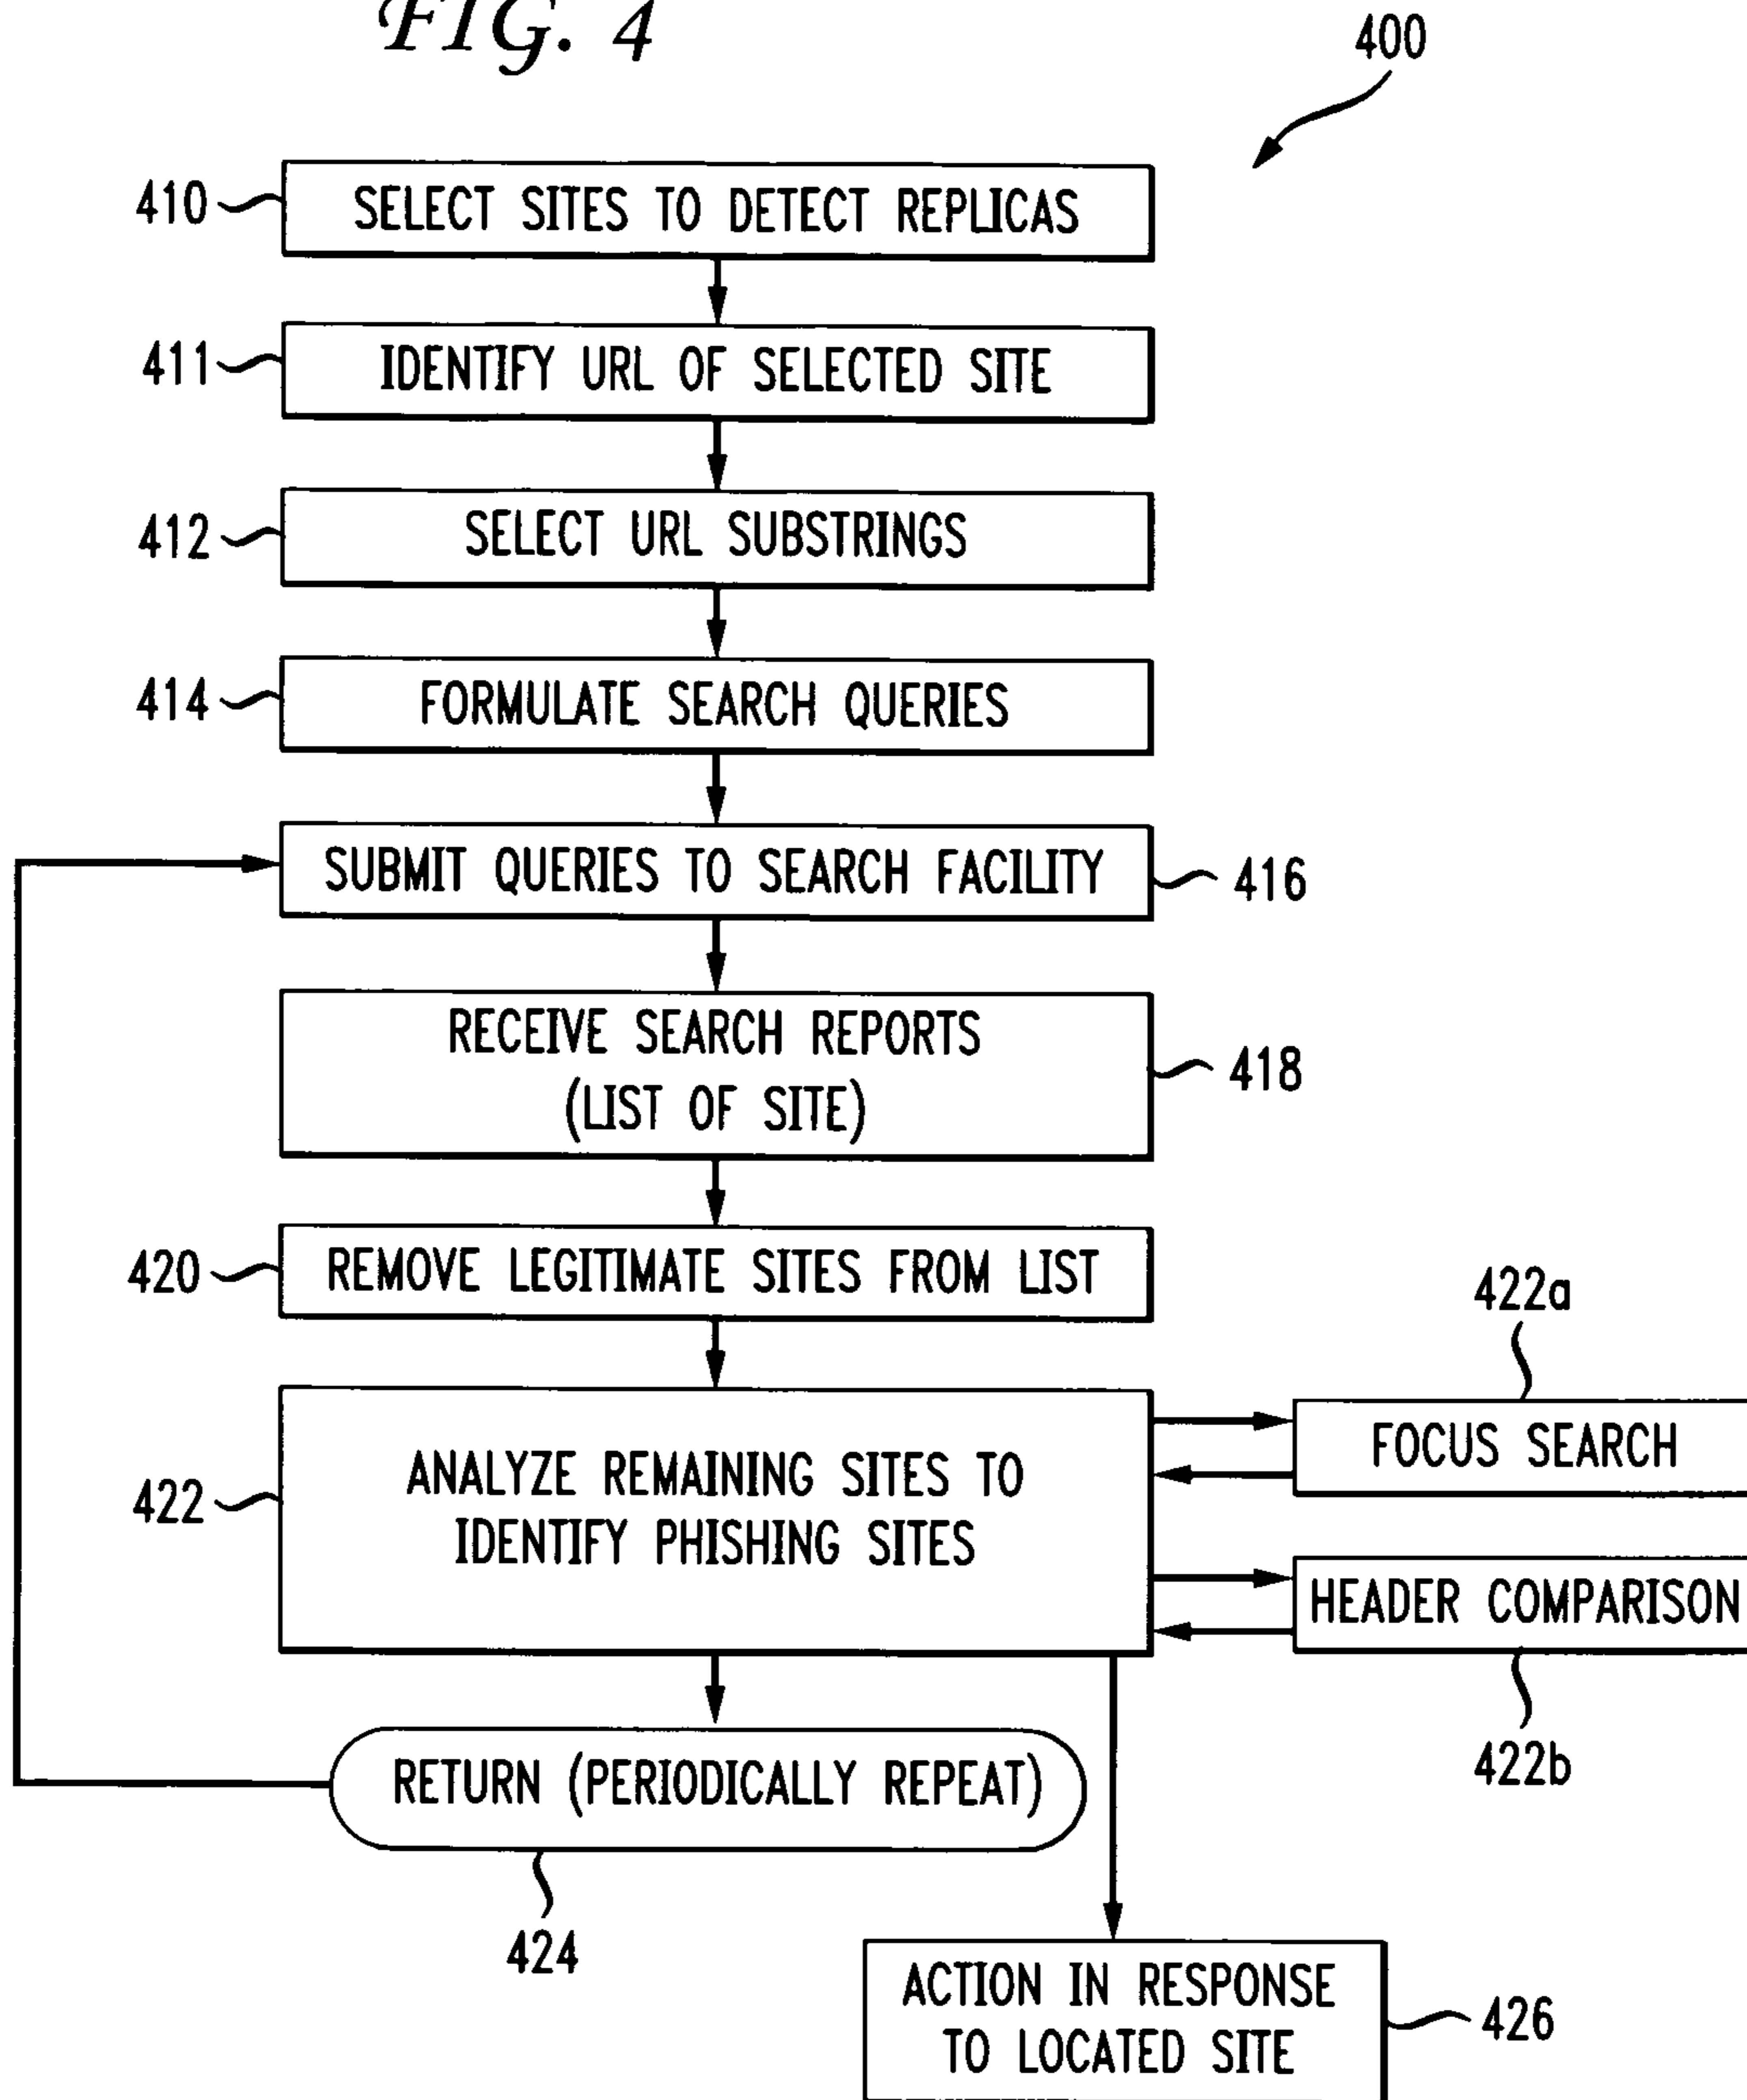 FIG. 4
400
410
SELECT SITES TO DETECT REPLICAS
411
IDENTIFY URL OF SELECTED SITE
412
SELECT URL SUBSTRINGS
414
FORMULATE SEARCH QUERIES
SUBMIT QUERIES TO SEARCH FACILITY
416
RECEIVE SEARCH REPORTS
(LIST OF SITE)
418
420
REMOVE LEGITIMATE SITES FROM LIST
422
ANALYZE REMAINING SITES TO
IDENTIFY PHISHING SITES
422a
FOCUS SEARCH
HEADER COMPARISON
422b
RETURN (PERIODICALLY REPEAT)
424
ACTION IN RESPONSE
TO LOCATED SITE
426